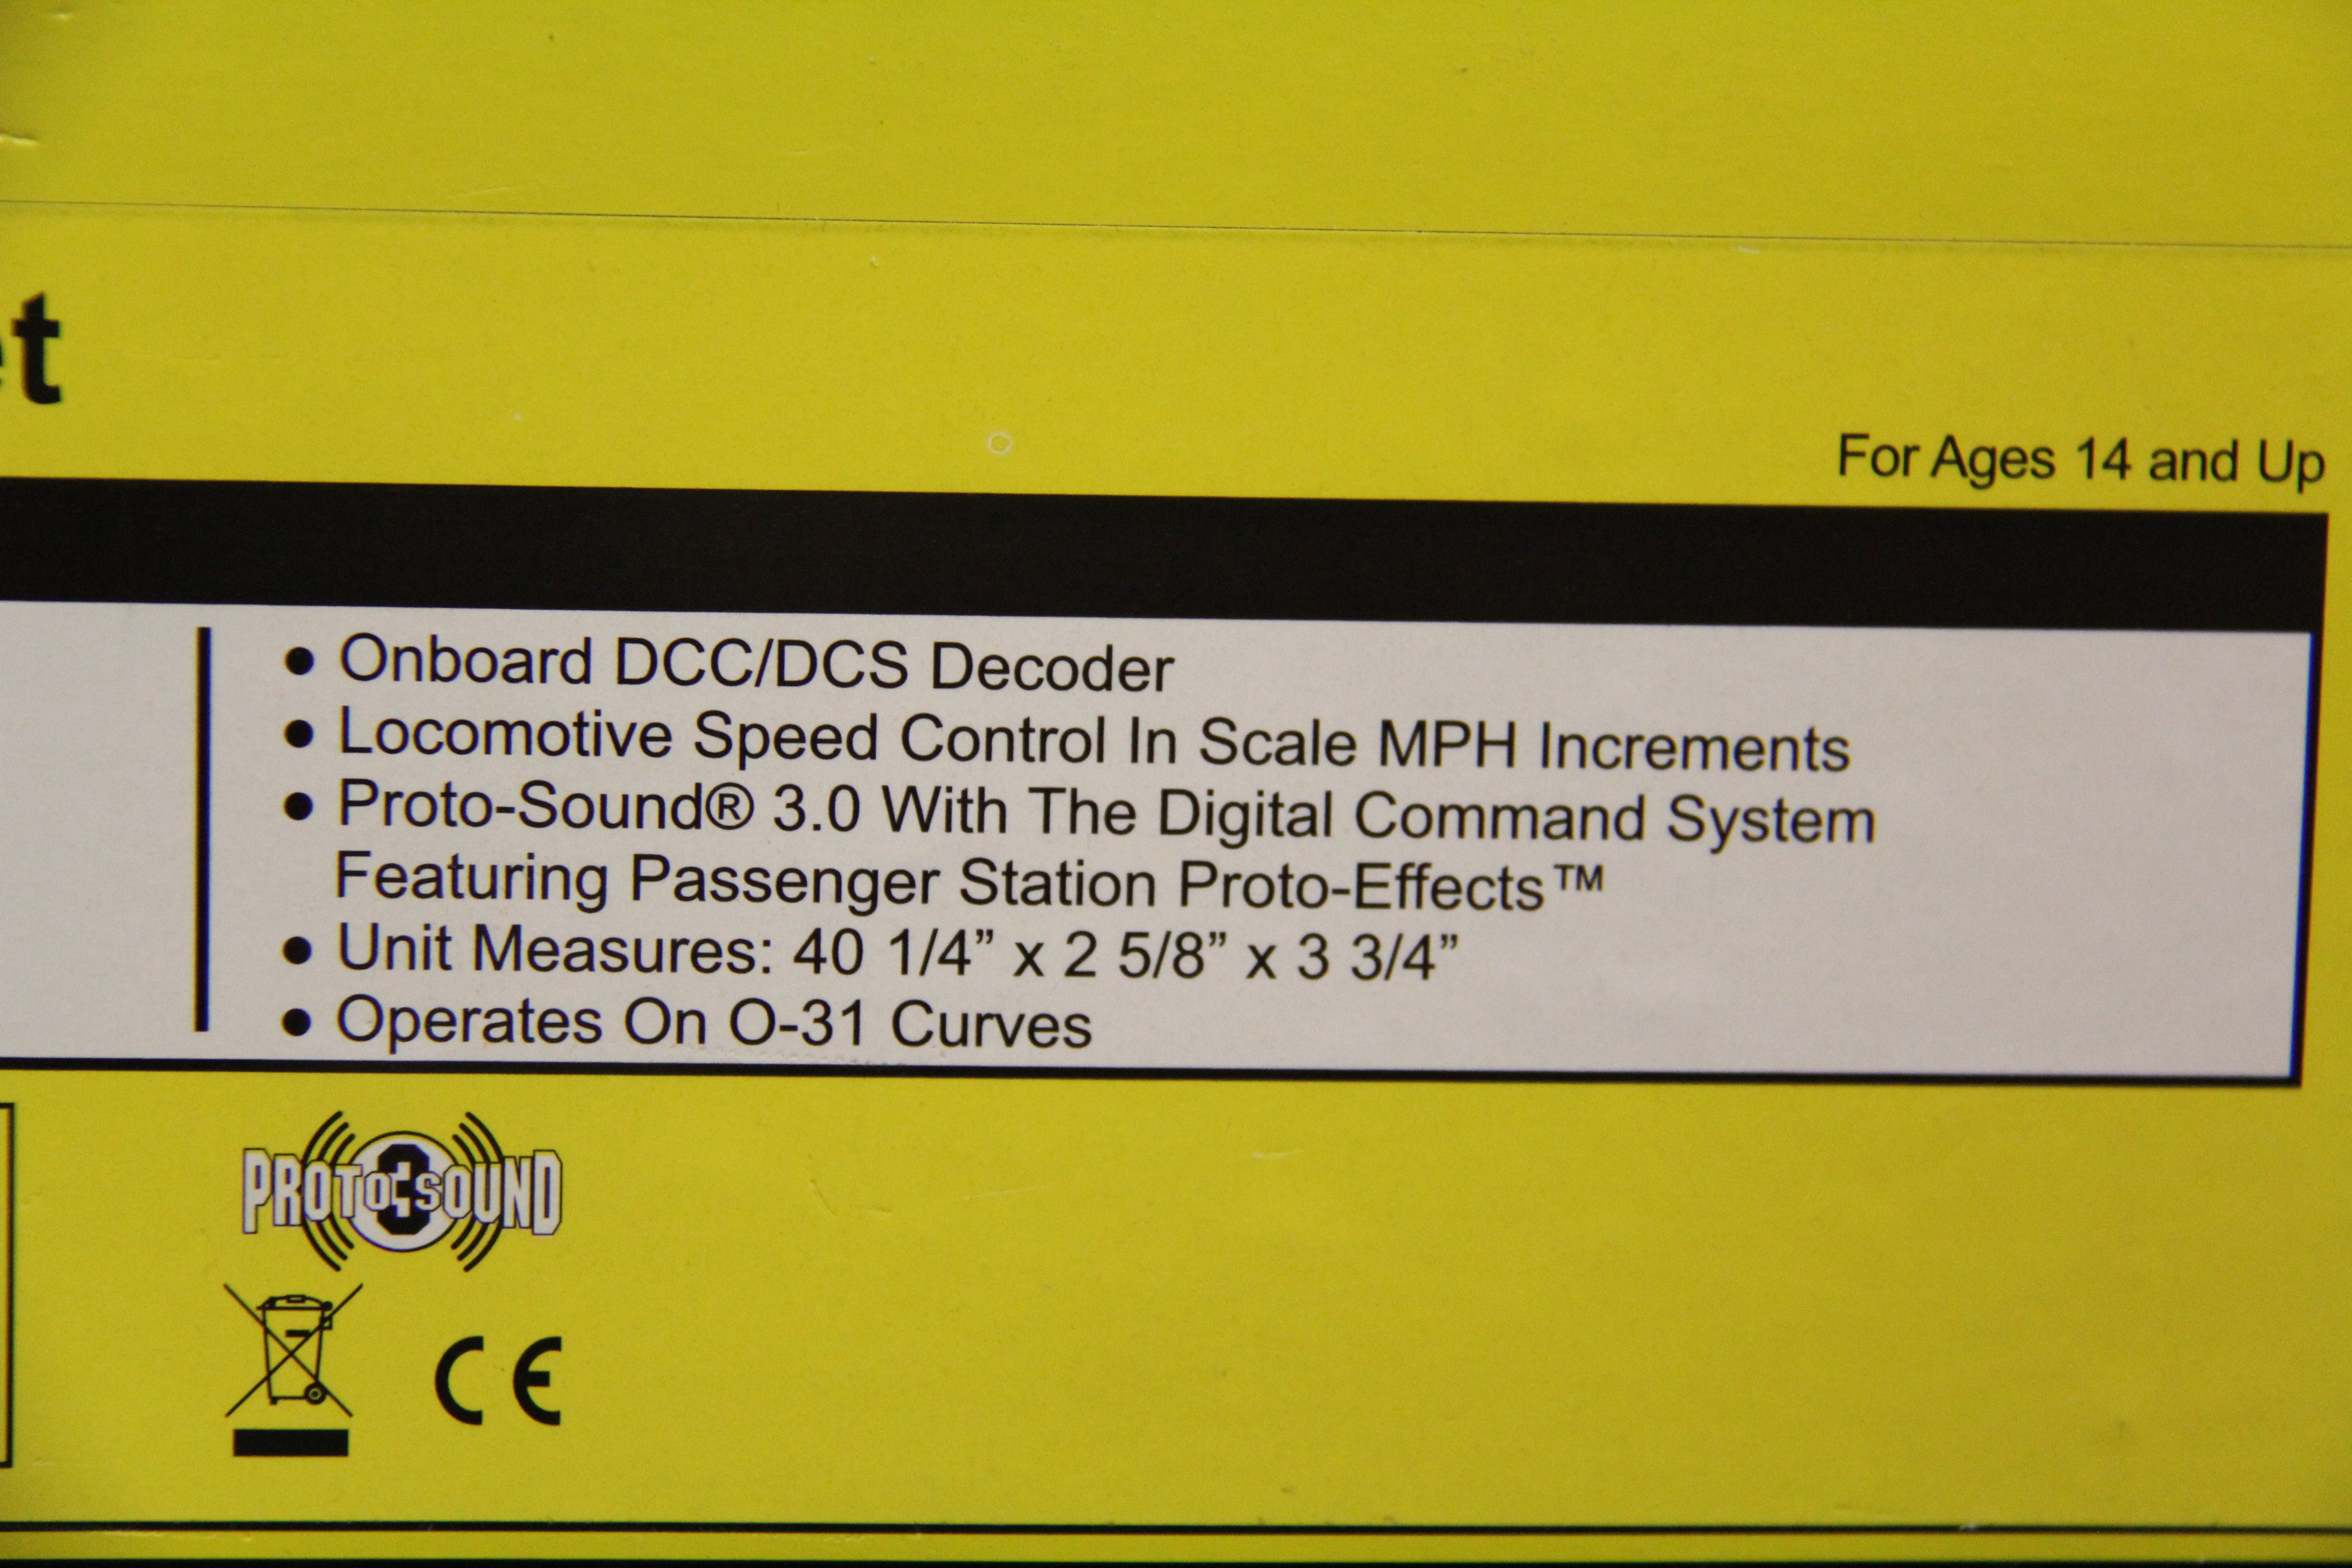 et
For Ages 14 and Up
● Onboard DCC/DCS Decoder
● Locomotive Speed Control In Scale MPH Increments
● Proto-Sound® 3.0 With The Digital Command System
Featuring Passenger Station Proto-Effects™
● Unit Measures: 40 1/4” x 2 5/8” x 3 3/4”
● Operates On O-31 Curves
PROTO 3 SOUND
CE